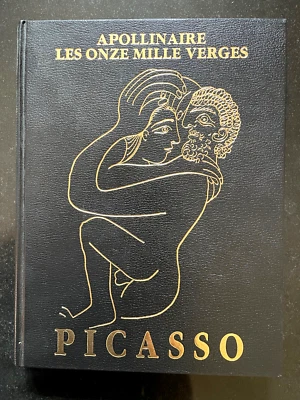 APOLLINAIRE
LES ONZE MILLE VERGES
PICASSO